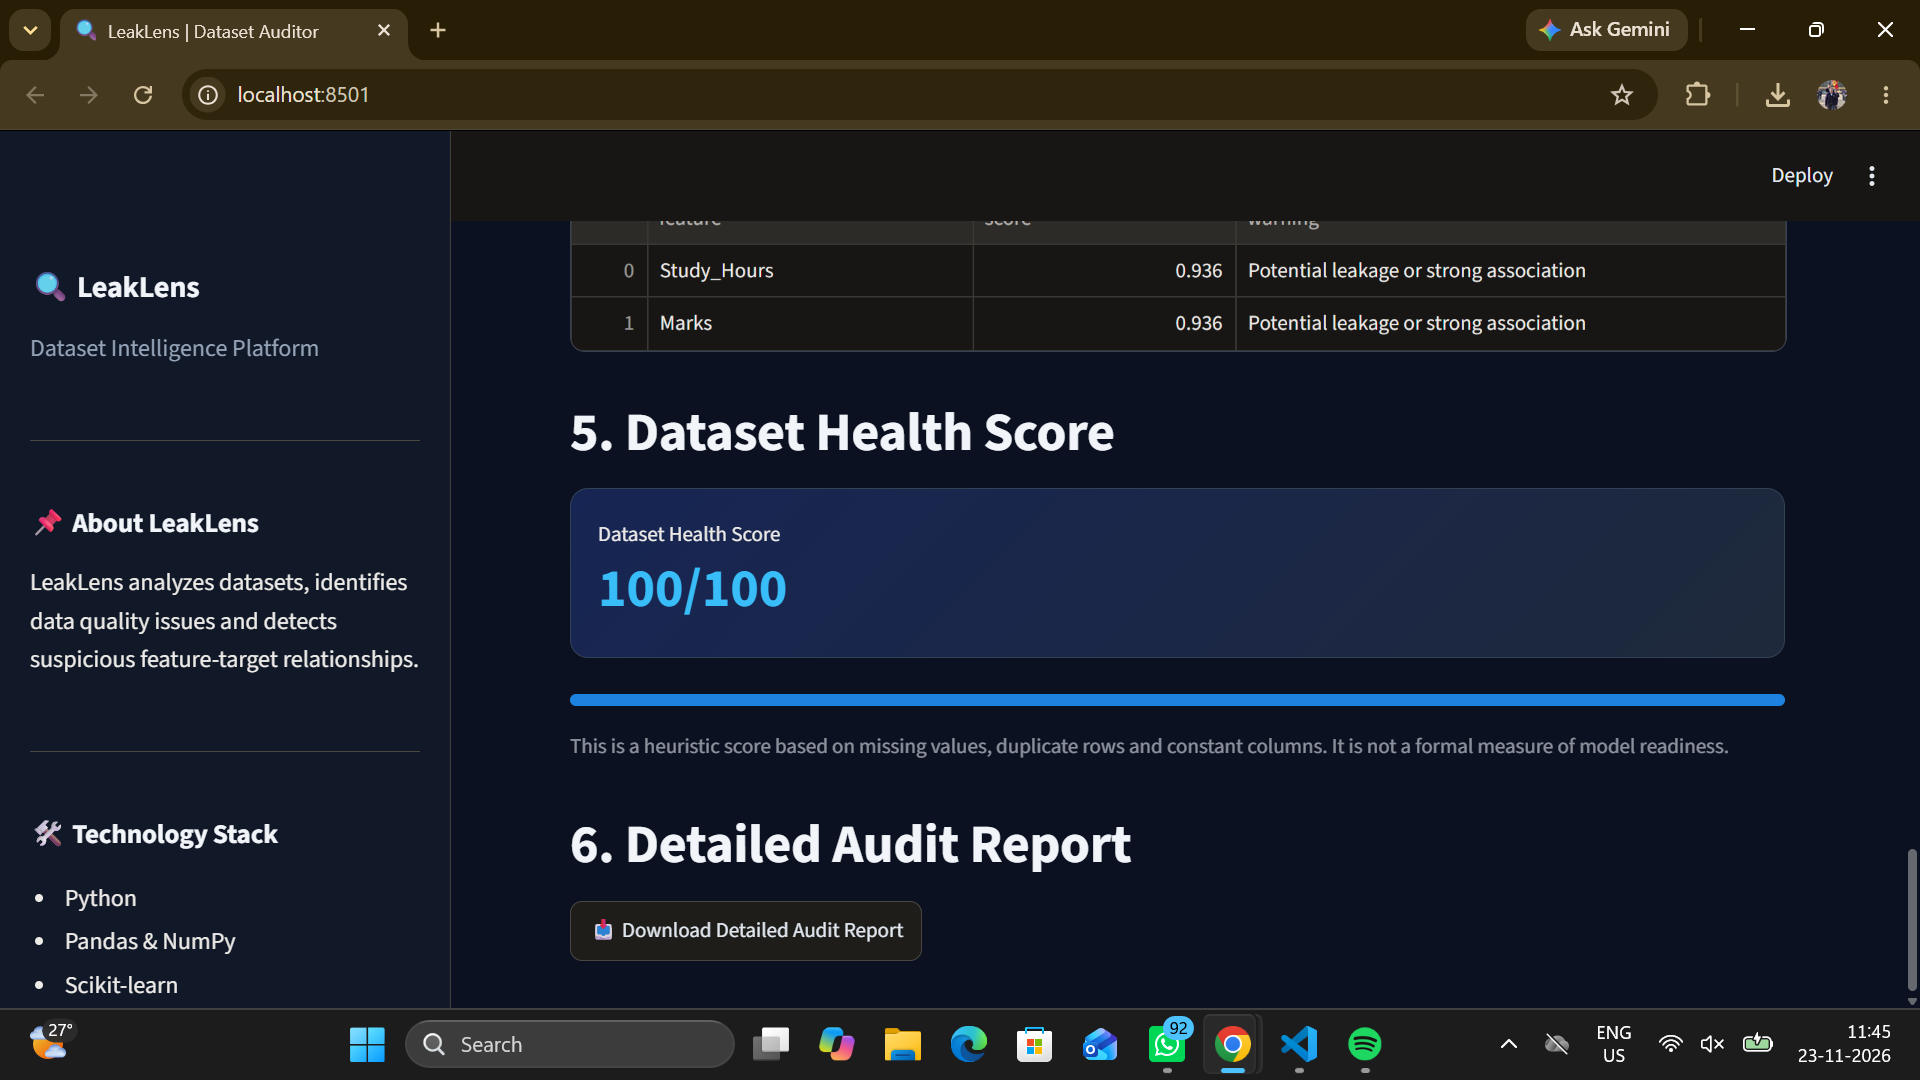 LeakLens | Dataset Auditor
Ask Gemini
localhost:8501
Deploy
LeakLens
Dataset Intelligence Platform
About LeakLens
LeakLens analyzes datasets, identifies
data quality issues and detects
suspicious feature-target relationships.
Technology Stack
• Python
• Pandas & NumPy
• Scikit-learn
feature score warning
0 Study_Hours 0.936 Potential leakage or strong association
1 Marks 0.936 Potential leakage or strong association
5. Dataset Health Score
Dataset Health Score
100/100
This is a heuristic score based on missing values, duplicate rows and constant columns. It is not a formal measure of model readiness.
6. Detailed Audit Report
Download Detailed Audit Report
27°
Search
92
ENG
US
11:45
23-11-2026